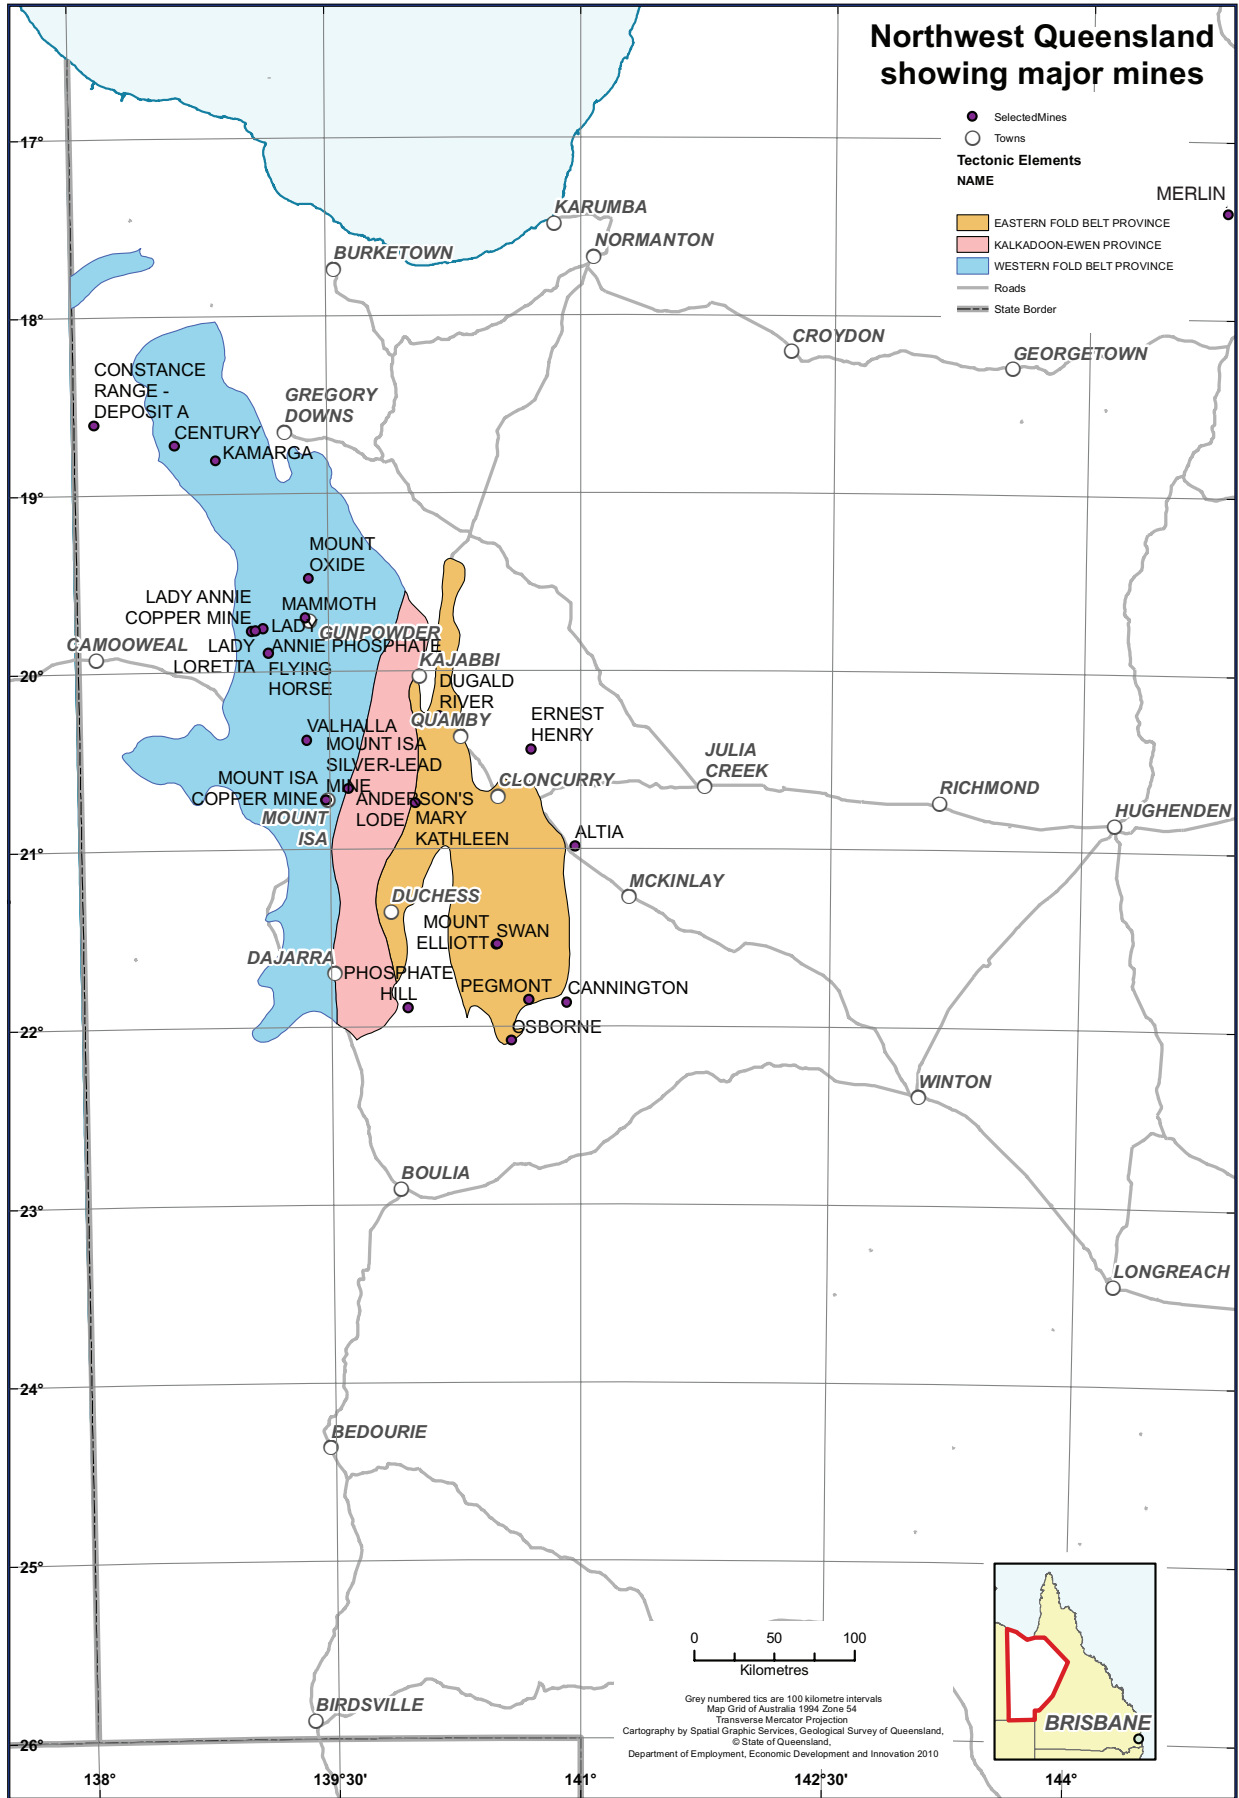 Northwest Queensland
showing major mines
SelectedMines
Towns
Tectonic Elements
NAME
EASTERN FOLD BELT PROVINCE
KALKADOON-EWEN PROVINCE
WESTERN FOLD BELT PROVINCE
Roads
State Border
17°
MERLIN
KARUMBA
NORMANTON
BURKETOWN
18°
CROYDON
GEORGETOWN
CONSTANCE
RANGE -
DEPOSIT A
GREGORY
DOWNS
CENTURY
KAMARGA
19°
MOUNT
OXIDE
LADY ANNIE
COPPER MINE
MAMMOTH
LADY
ANNIE PHOSPHATE
GUNPOWDER
CAMOOWEAL
LADY
LORETTA
FLYING
HORSE
KAJABBI
20°
DUGALD
RIVER
QUAMBY
ERNEST
HENRY
VALHALLA
MOUNT ISA
SILVER-LEAD
MINE
JULIA
CREEK
MOUNT ISA
COPPER MINE
CLONCURRY
RICHMOND
ANDERSON'S
LODE
MOUNT
ISA
MARY
KATHLEEN
HUGHENDEN
ALTIA
21°
MCKINLAY
DUCHESS
MOUNT
ELLIOTT
SWAN
DAJARRA
PHOSPHATE
HILL
PEGMONT
CANNINGTON
OSBORNE
22°
WINTON
BOULIA
23°
LONGREACH
24°
BEDOURIE
25°
0 50 100
Kilometres
Grey numbered tics are 100 kilometre intervals
Map Grid of Australia 1994 Zone 54
Transverse Mercator Projection
Cartography by Spatial Graphic Services, Geological Survey of Queensland,
© State of Queensland,
Department of Employment, Economic Development and Innovation 2010
BIRDSVILLE
BRISBANE
26°
138° 139°30' 141° 142°30' 144°